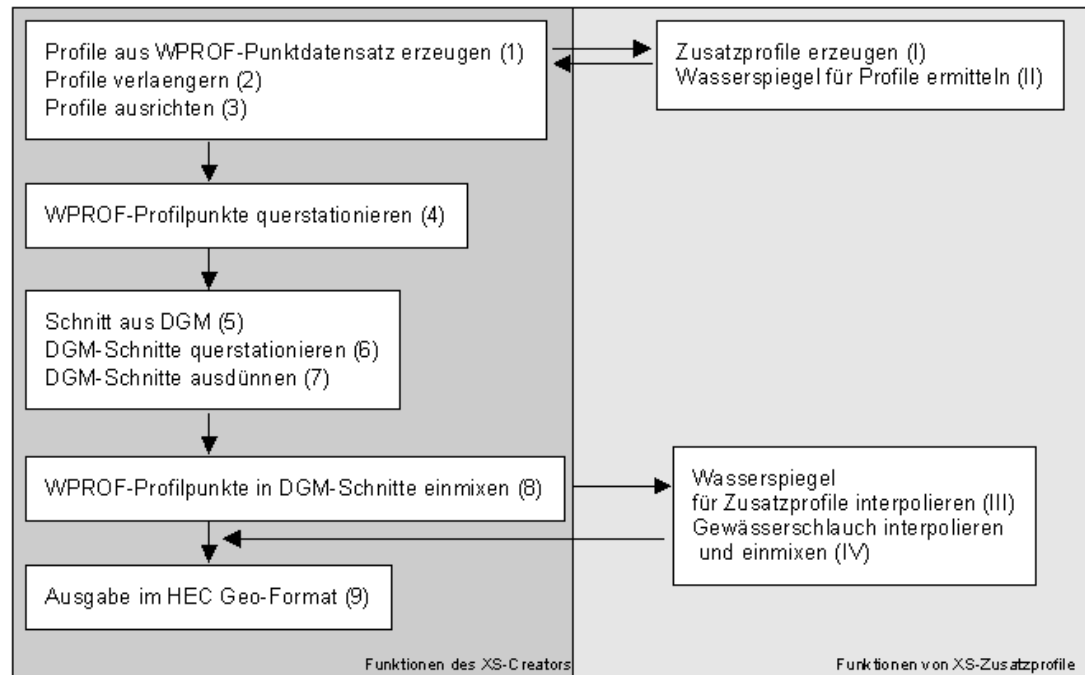 Profile aus WPROF-Punktdatensatz erzeugen (1)
Profile verlaengern (2)
Profile ausrichten (3)
Zusatzprofile erzeugen (I)
Wasserspiegel für Profile ermitteln (II)
WPROF-Profilpunkte querstationieren (4)
Schnitt aus DGM (5)
DGM-Schnitte querstationieren (6)
DGM-Schnitte ausdünnen (7)
WPROF-Profilpunkte in DGM-Schnitte einmixen (8)
Wasserspiegel
für Zusatzprofile interpolieren (III)
Gewässerschlauch interpolieren
und einmixen (IV)
Ausgabe im HEC Geo-Format (9)
Funktionen des XS-Creators
Funktionen von XS-Zusatzprofile